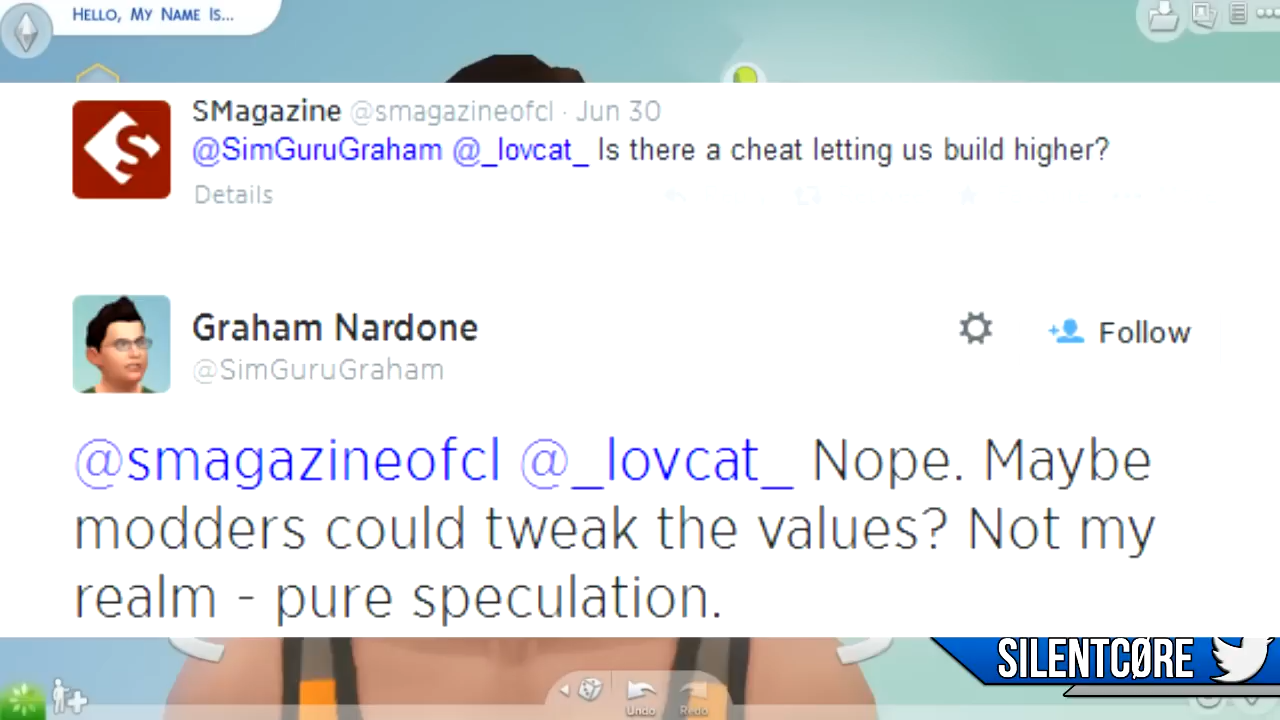 Hello, My Name Is...
SMagazine @smagazineofcl · Jun 30
@SimGuruGraham @_lovcat_ Is there a cheat letting us build higher?
Details
Graham Nardone
@SimGuruGraham
Follow
@smagazineofcl @_lovcat_ Nope. Maybe
modders could tweak the values? Not my
realm - pure speculation.
SILENTCØRE
Undo Redo